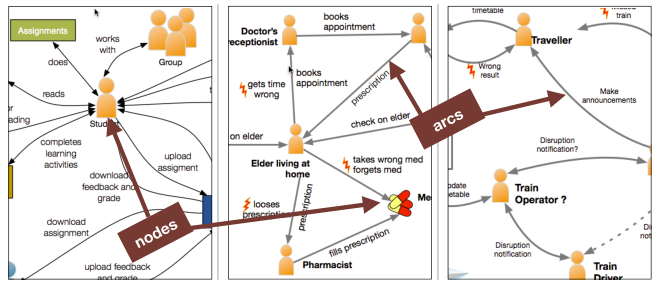 Assignments
works
with
Group
does
reads
Stud
completes
learning
activities
upload
assigment
download
feedback and
grade
download
assignment
upload feedback
and grade
nodes
Doctor's
receptionist
books
appointment
gets time
wrong
books
appointment
prescription
on elder
check on elder
Elder living at
home
takes wrong med
forgets med
looses
prescription
prescription
Me
fills prescription
Pharmacist
arcs
timetable
train
Traveller
Wrong
result
Make
announcements
Disruption
notification?
Train
Operator ?
Disruption
notification
Train
Driver